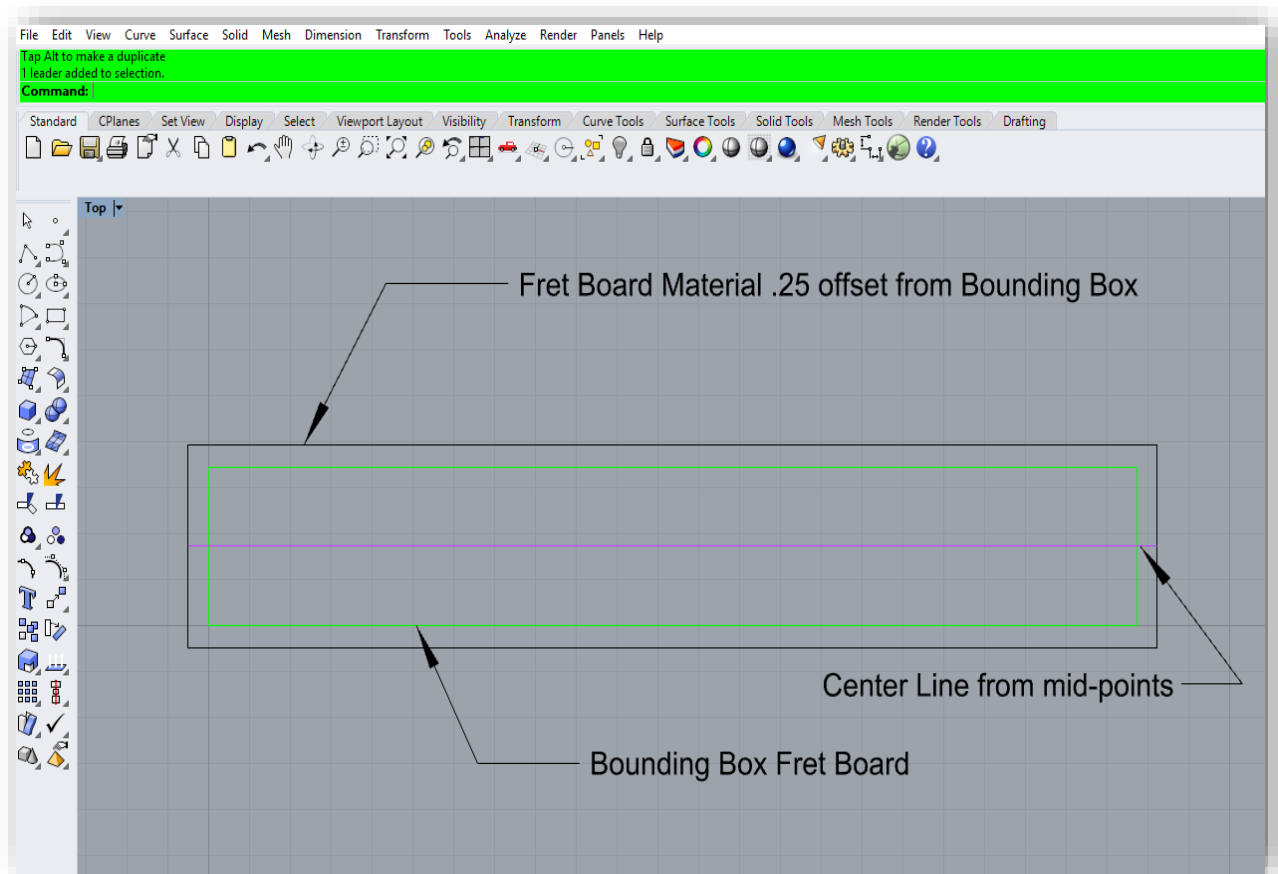 File Edit View Curve Surface Solid Mesh Dimension Transform Tools Analyze Render Panels Help
Tap Alt to make a duplicate
1 leader added to selection.
Command:
Standard CPlanes Set View Display Select Viewport Layout Visibility Transform Curve Tools Surface Tools Solid Tools Mesh Tools Render Tools Drafting
Top
Fret Board Material .25 offset from Bounding Box
Center Line from mid-points
Bounding Box Fret Board